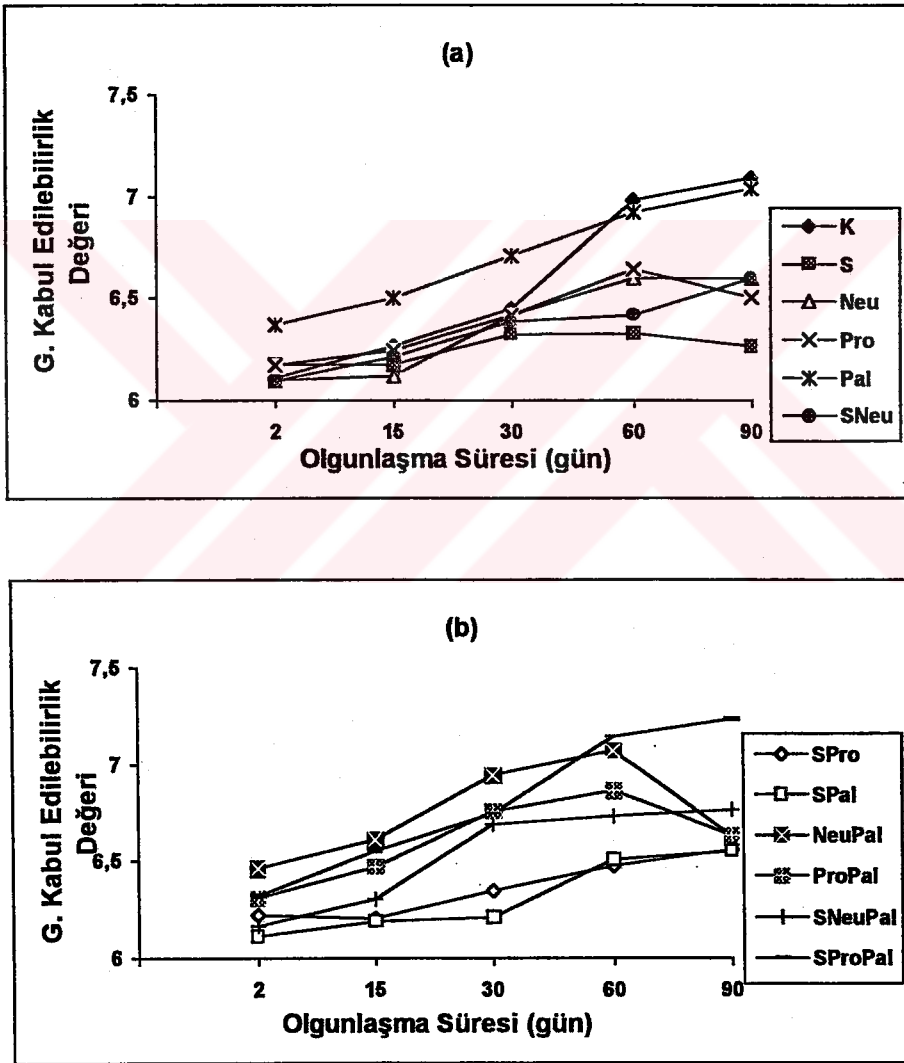 (a)
G. Kabul Edilebilirlik
Değeri
7,5
7
6,5
6
2 15 30 60 90
Olgunlaşma Süresi (gün)
K
S
Neu
Pro
Pal
SNeu
(b)
G. Kabul Edilebilirlik
Değeri
7,5
7
6,5
6
2 15 30 60 90
Olgunlaşma Süresi (gün)
SPro
SPal
NeuPal
ProPal
SNeuPal
SProPal